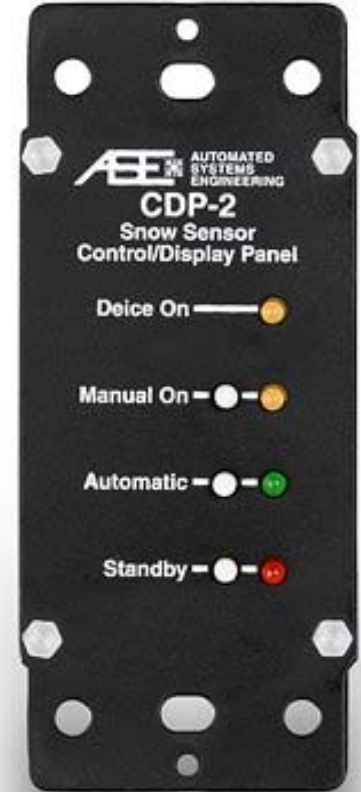 ASE AUTOMATED
SYSTEMS
ENGINEERING
CDP-2
Snow Sensor
Control/Display Panel
Deice On
Manual On
Automatic
Standby